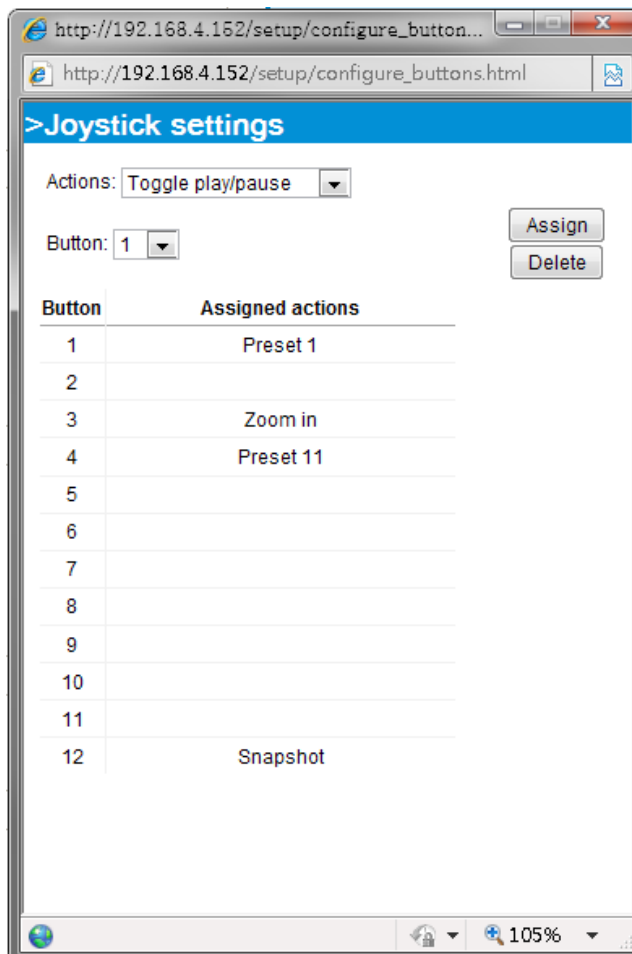 http://192.168.4.152/setup/configure_button...
http://192.168.4.152/setup/configure_buttons.html
>Joystick settings
Actions: Toggle play/pause
Assign
Button: 1
Delete
Button Assigned actions
1 Preset 1
2
3 Zoom in
4 Preset 11
5
6
7
8
9
10
11
12 Snapshot
105%